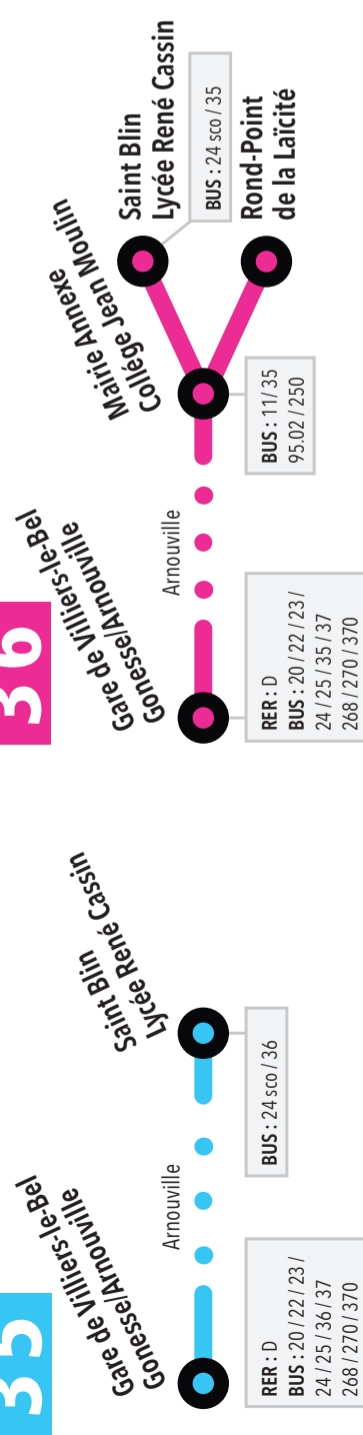 35
Gare de Villiers-le-Bel
Gonesse/Arnouville
RER : D
BUS : 20 / 22 / 23 /
24 / 25 / 36 / 37
268 / 270 / 370
Arnouville
Saint Blin
Lycée René Cassin
BUS : 24 sco / 36
36
Gare de Villiers-le-Bel
Gonesse/Arnouville
RER : D
BUS : 20 / 22 / 23 /
24 / 25 / 35 / 37
268 / 270 / 370
Arnouville
Mairie Annexe
Collége Jean Moulin
BUS : 11/ 35
95.02 / 250
Saint Blin
Lycée René Cassin
BUS : 24 sco / 35
Rond-Point
de la Laïcité